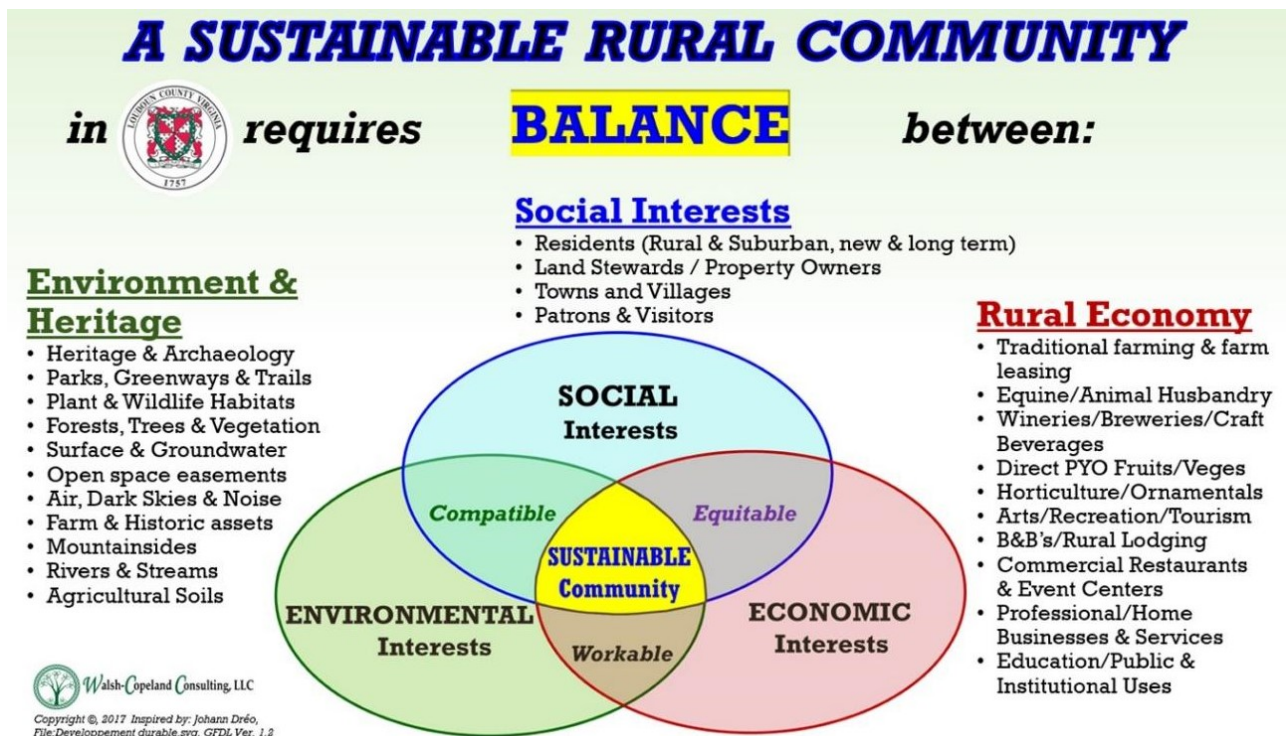 A SUSTAINABLE RURAL COMMUNITY
in LOUDOUN COUNTY VIRGINIA 1757 requires BALANCE between:
Social Interests
• Residents (Rural & Suburban, new & long term)
• Land Stewards / Property Owners
• Towns and Villages
• Patrons & Visitors
Environment &
Heritage
• Heritage & Archaeology
• Parks, Greenways & Trails
• Plant & Wildlife Habitats
• Forests, Trees & Vegetation
• Surface & Groundwater
• Open space easements
• Air, Dark Skies & Noise
• Farm & Historic assets
• Mountainsides
• Rivers & Streams
• Agricultural Soils
Rural Economy
• Traditional farming & farm
leasing
• Equine/Animal Husbandry
• Wineries/Breweries/Craft
Beverages
• Direct PYO Fruits/Veges
• Horticulture/Ornamentals
• Arts/Recreation/Tourism
• B&B's/Rural Lodging
• Commercial Restaurants
& Event Centers
• Professional/Home
Businesses & Services
• Education/Public &
Institutional Uses
SOCIAL
Interests
Compatible
Equitable
SUSTAINABLE
Community
ENVIRONMENTAL
Interests
ECONOMIC
Interests
Workable
Walsh-Copeland Consulting, LLC
Copyright ©, 2017 Inspired by: Johann Dréo,
File:Developpement durable.svg, GFDL Ver. 1.2